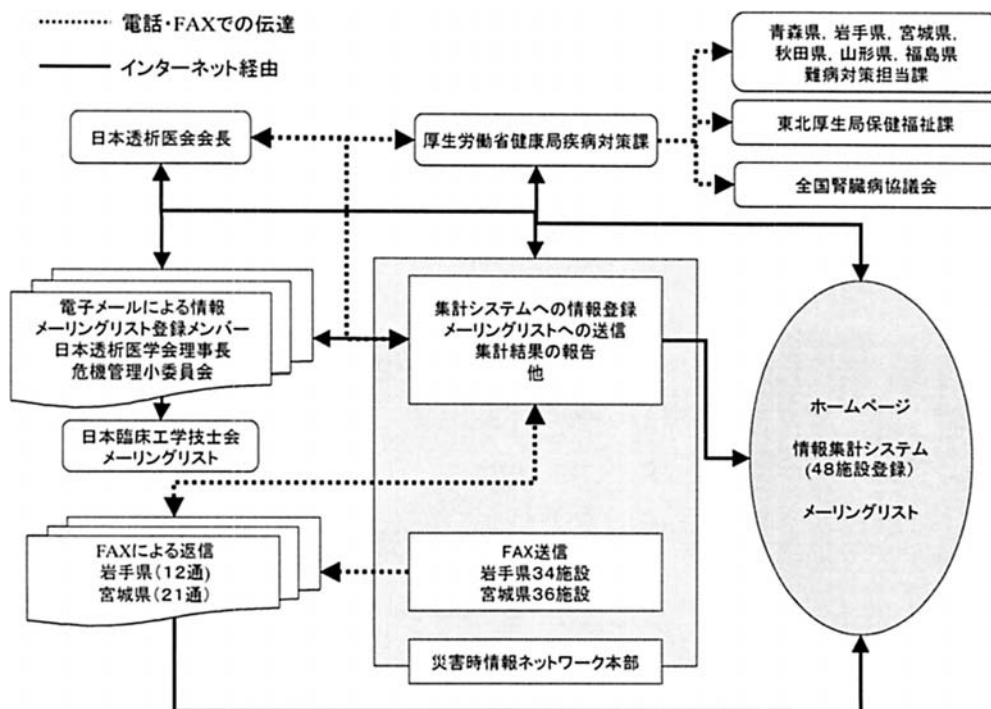 電話・FAXでの伝達
インターネット経由
青森県, 岩手県, 宮城県,
秋田県, 山形県, 福島県
難病対策担当課
日本透析医会会長
厚生労働省健康局疾病対策課
東北厚生局保健福祉課
全国腎臓病協議会
電子メールによる情報
メーリングリスト登録メンバー
日本透析医学会理事長
危機管理小委員会
集計システムへの情報登録
メーリングリストへの送信
集計結果の報告
他
日本臨床工学技士会
メーリングリスト
ホームページ
情報集計システム
(48施設登録)
メーリングリスト
FAXによる返信
岩手県(12通)
宮城県(21通)
FAX送信
岩手県34施設
宮城県36施設
災害時情報ネットワーク本部